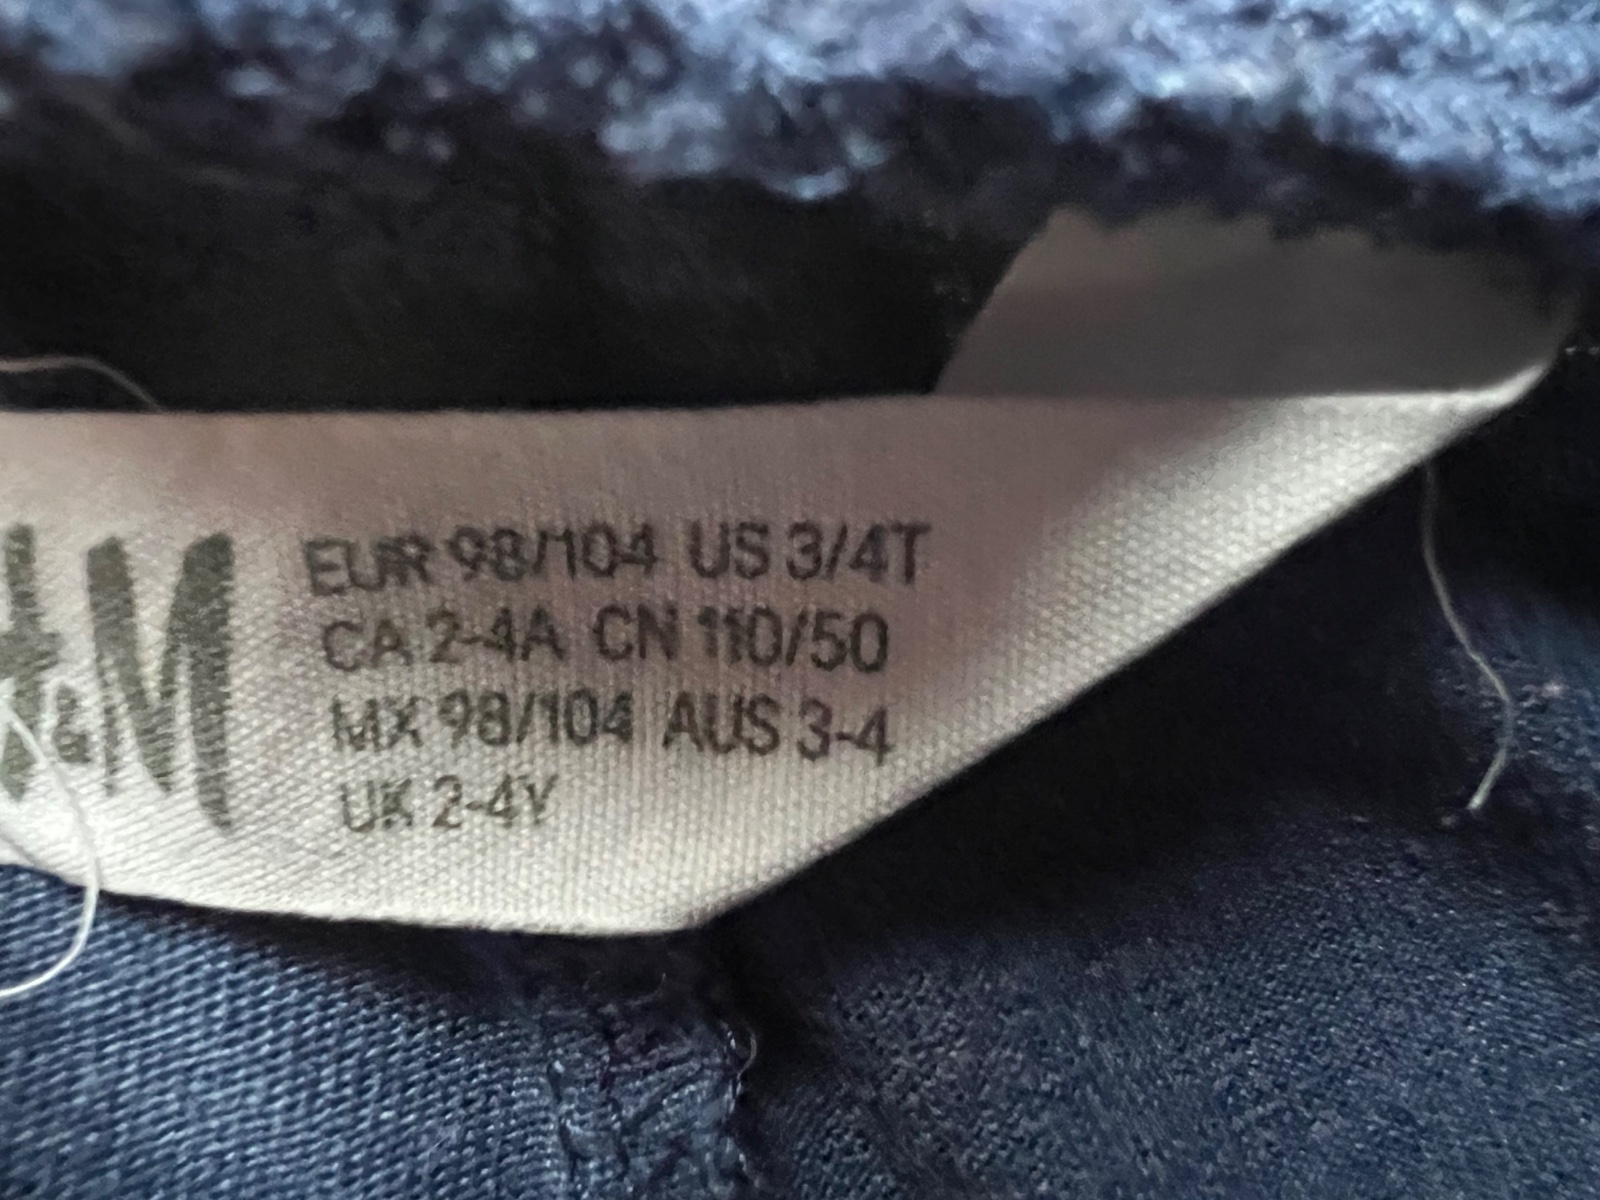 H&M
EUR 98/104 US 3/4T
CA 2-4A CN 110/50
MX 98/104 AUS 3-4
UK 2-4Y